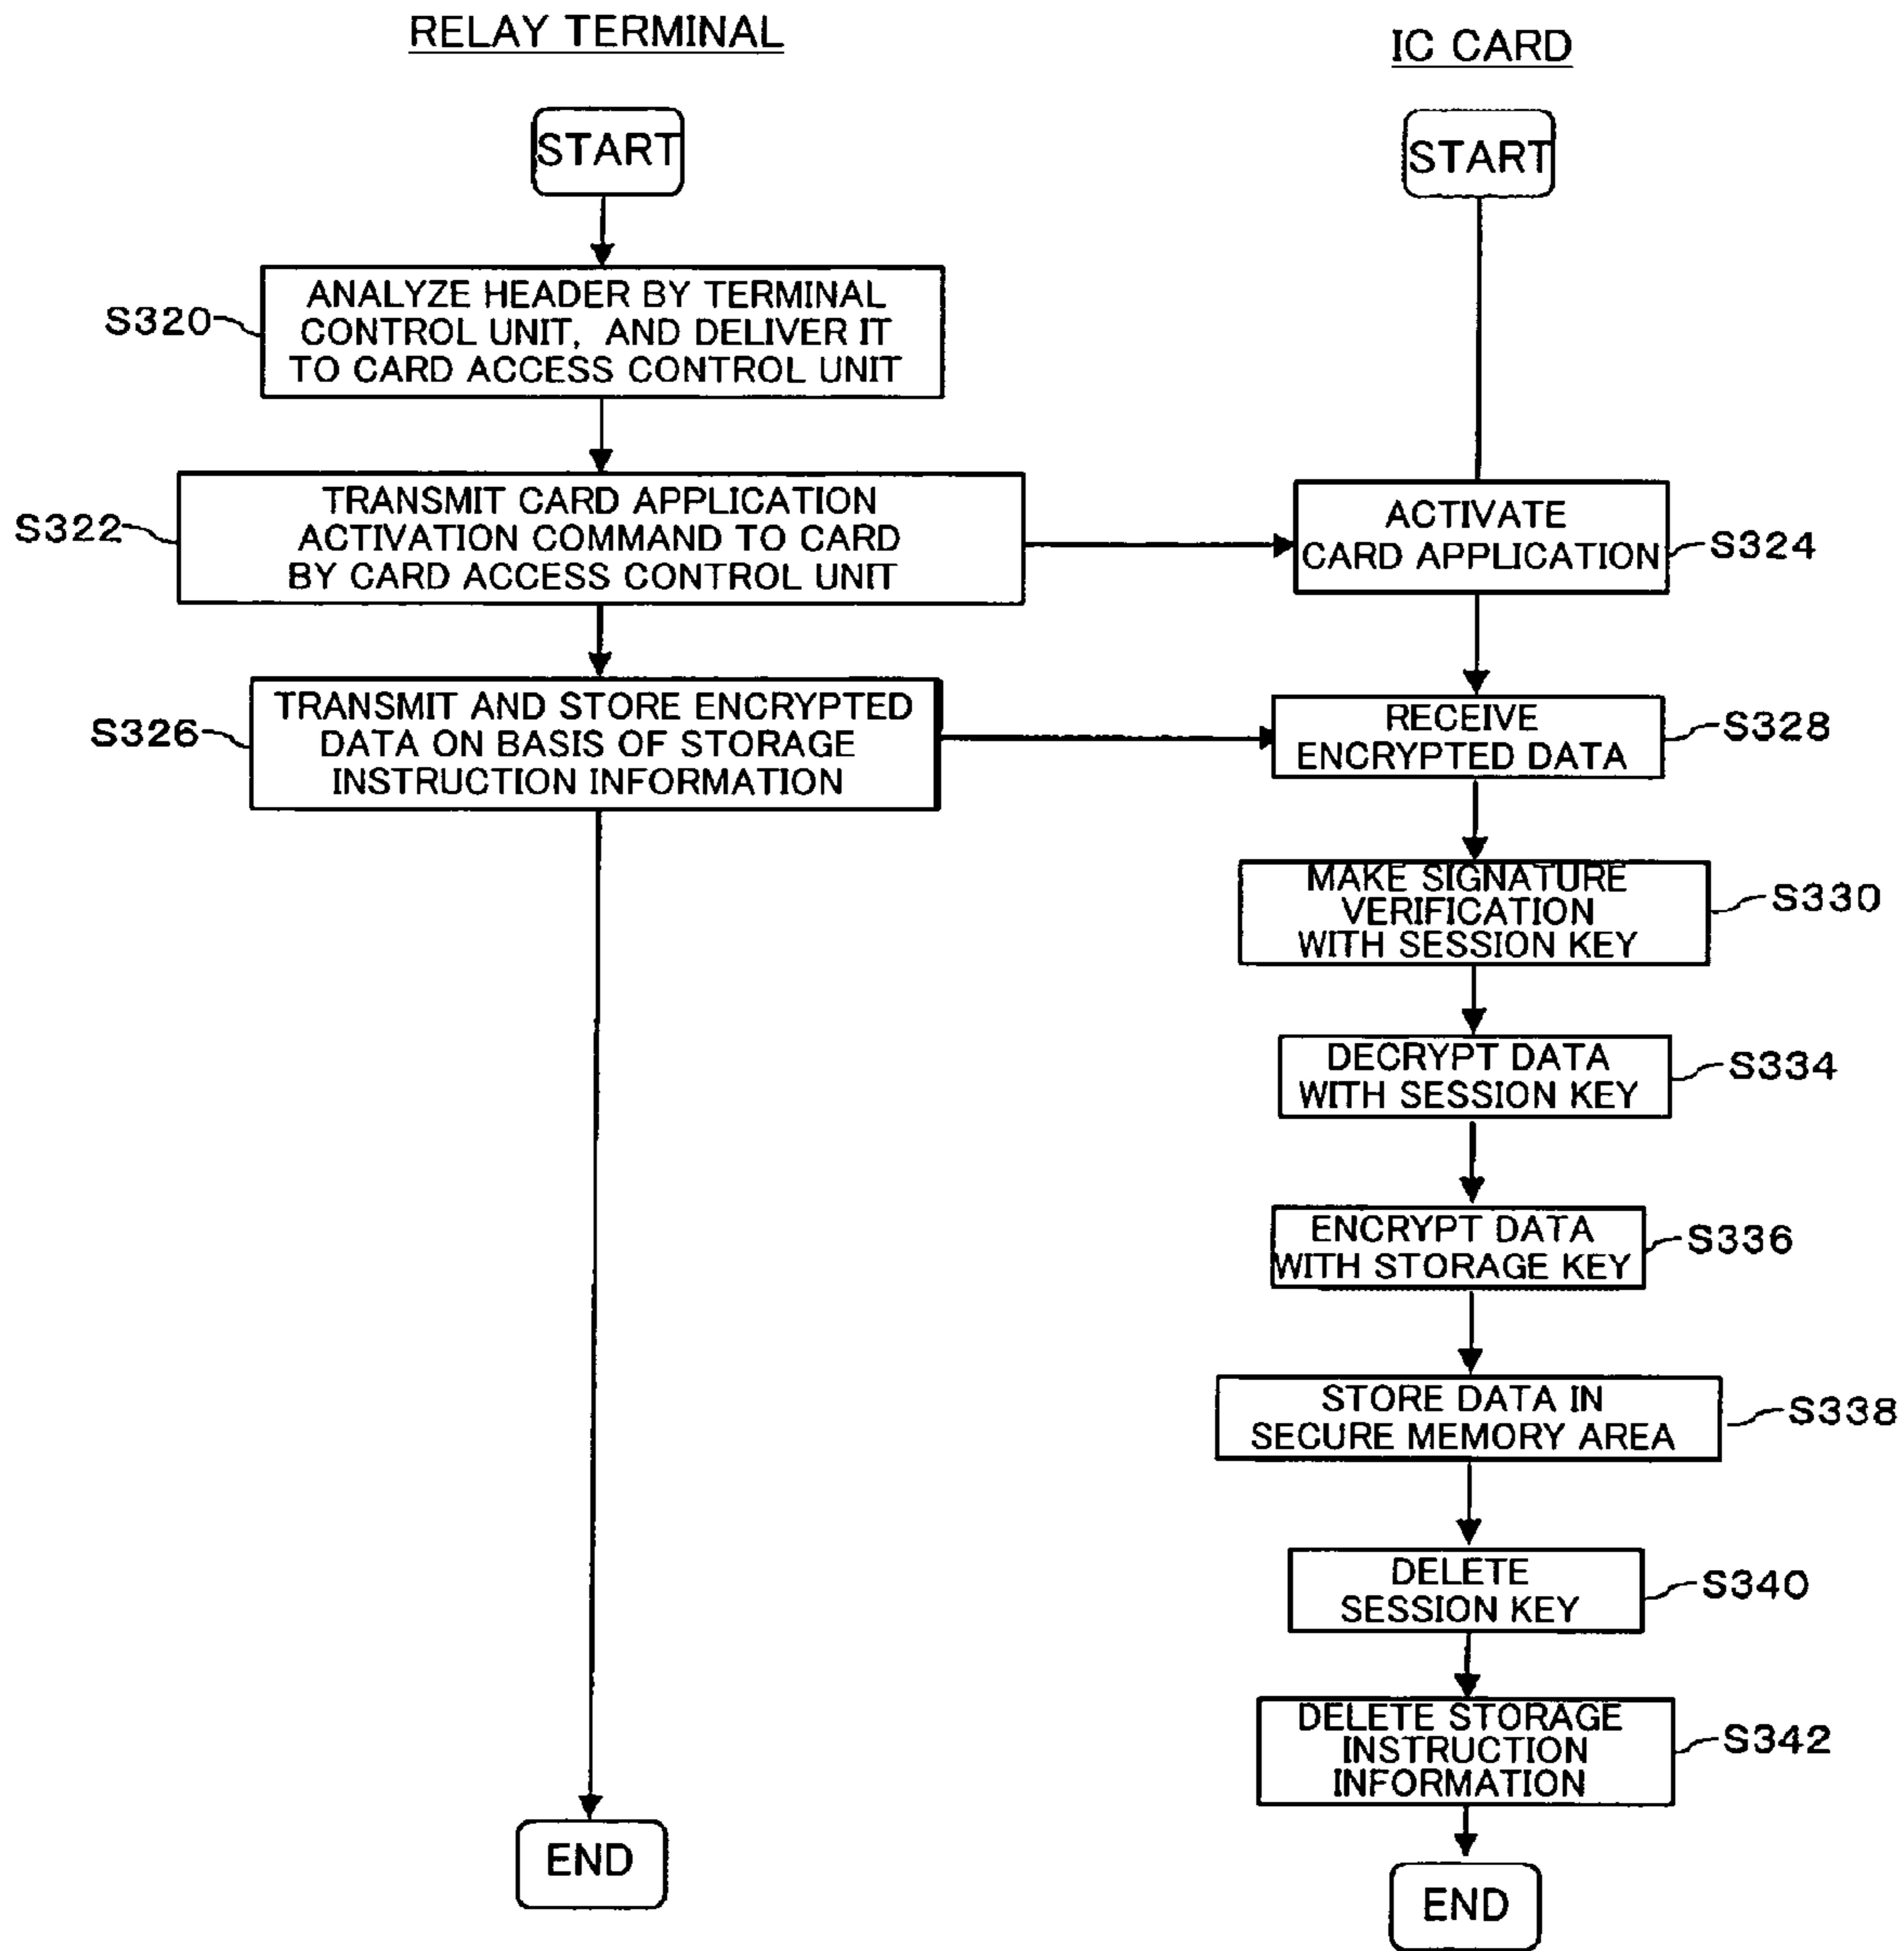 RELAY TERMINAL
IC CARD
START
START
S320
ANALYZE HEADER BY TERMINAL
CONTROL UNIT, AND DELIVER IT
TO CARD ACCESS CONTROL UNIT
S322
TRANSMIT CARD APPLICATION
ACTIVATION COMMAND TO CARD
BY CARD ACCESS CONTROL UNIT
ACTIVATE
CARD APPLICATION
S324
S326
TRANSMIT AND STORE ENCRYPTED
DATA ON BASIS OF STORAGE
INSTRUCTION INFORMATION
RECEIVE
ENCRYPTED DATA
S328
MAKE SIGNATURE
VERIFICATION
WITH SESSION KEY
S330
DECRYPT DATA
WITH SESSION KEY
S334
ENCRYPT DATA
WITH STORAGE KEY
S336
STORE DATA IN
SECURE MEMORY AREA
S338
DELETE
SESSION KEY
S340
DELETE STORAGE
INSTRUCTION
INFORMATION
S342
END
END